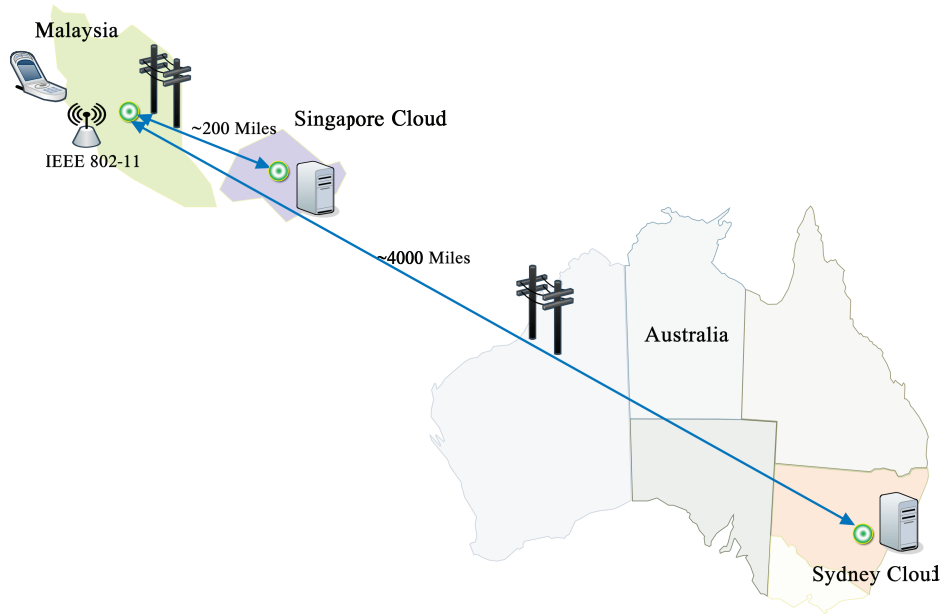 Malaysia
Singapore Cloud
~200 Miles
IEEE 802-11
~4000 Miles
Australia
Sydney Cloud